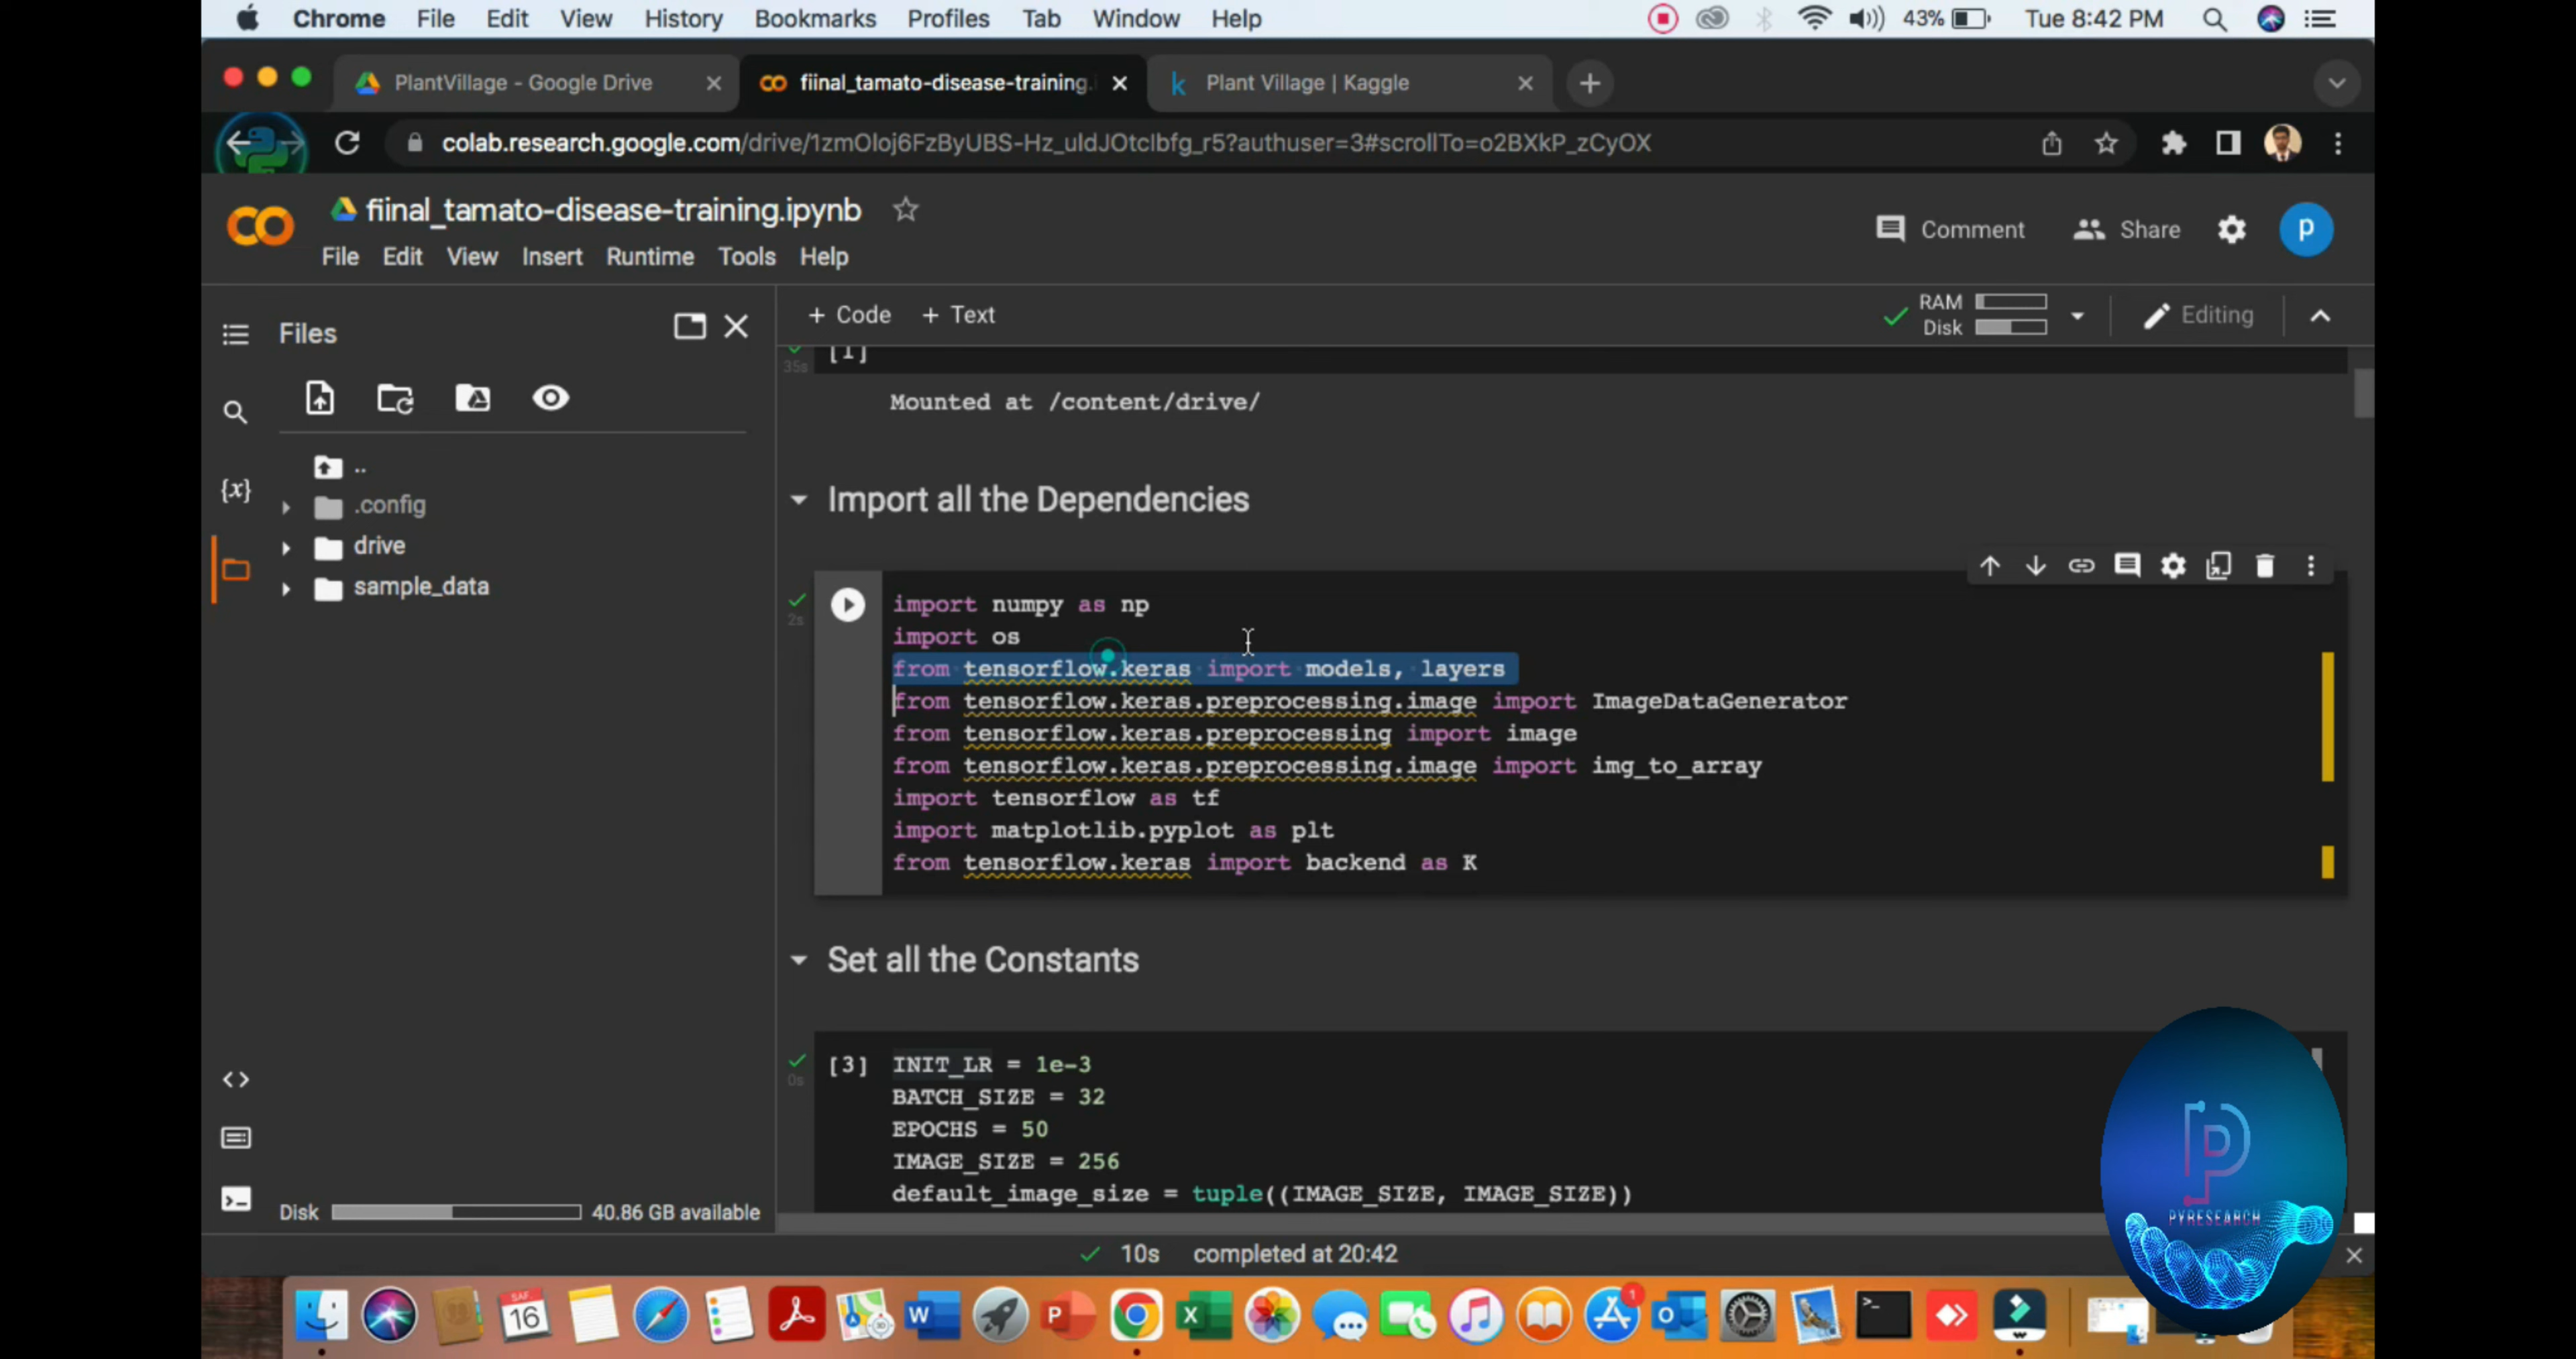 Chrome File Edit View History Bookmarks Profiles Tab Window Help 43% Tue 8:42 PM
PlantVillage - Google Drive fiinal_tamato-disease-training. Plant Village | Kaggle
colab.research.google.com/drive/1zmOloj6FzByUBS-Hz_uldJOtclbfg_r5?authuser=3#scrollTo=o2BXkP_zCyOX
fiinal_tamato-disease-training.ipynb
Comment Share p
File Edit View Insert Runtime Tools Help
Files
+ Code + Text
RAM
Disk
Editing
[1]
35s
Mounted at /content/drive/
..
.config
drive
sample_data
{x}
Import all the Dependencies
2s
import numpy as np
import os
from tensorflow.keras import models, layers
from tensorflow.keras.preprocessing.image import ImageDataGenerator
from tensorflow.keras.preprocessing import image
from tensorflow.keras.preprocessing.image import img_to_array
import tensorflow as tf
import matplotlib.pyplot as plt
from tensorflow.keras import backend as K
Set all the Constants
0s
[3] INIT_LR = 1e-3
BATCH_SIZE = 32
EPOCHS = 50
IMAGE_SIZE = 256
default_image_size = tuple((IMAGE_SIZE, IMAGE_SIZE))
Disk 40.86 GB available
PYRESEARCH
10s completed at 20:42
SAF.
16
1